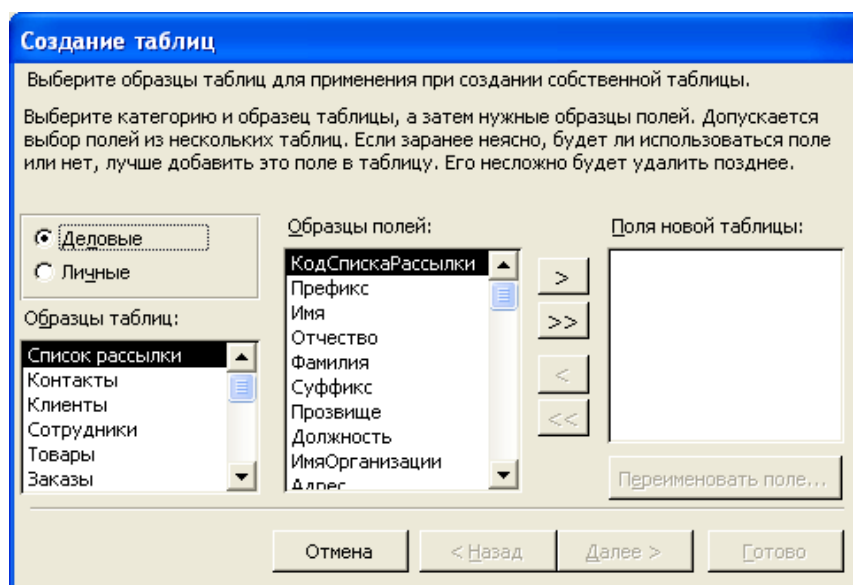 Создание таблиц
Выберите образцы таблиц для применения при создании собственной таблицы.
Выберите категорию и образец таблицы, а затем нужные образцы полей. Допускается
выбор полей из нескольких таблиц. Если заранее неясно, будет ли использоваться поле
или нет, лучше добавить это поле в таблицу. Его несложно будет удалить позднее.
Деловые
Личные
Образцы таблиц:
Список рассылки
Контакты
Клиенты
Сотрудники
Товары
Заказы
Образцы полей:
КодСпискаРассылки
Префикс
Имя
Отчество
Фамилия
Суффикс
Прозвище
Должность
ИмяОрганизации
Адрес
>
>>
<
<<
Поля новой таблицы:
Переименовать поле...
Отмена
< Назад
Далее >
Готово